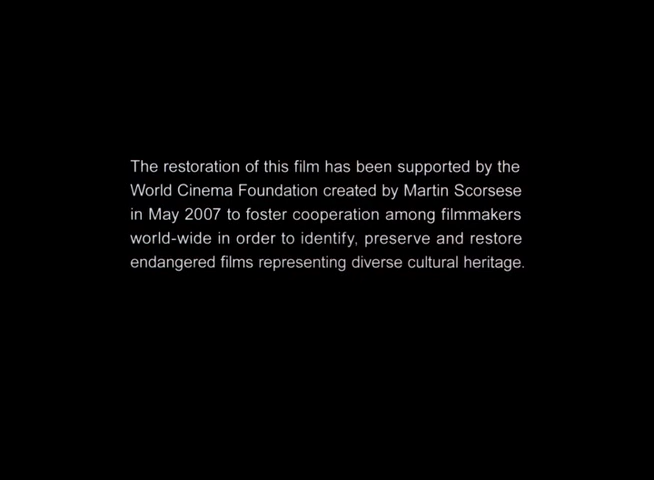 The restoration of this film has been supported by the
World Cinema Foundation created by Martin Scorsese
in May 2007 to foster cooperation among filmmakers
world-wide in order to identify, preserve and restore
endangered films representing diverse cultural heritage.